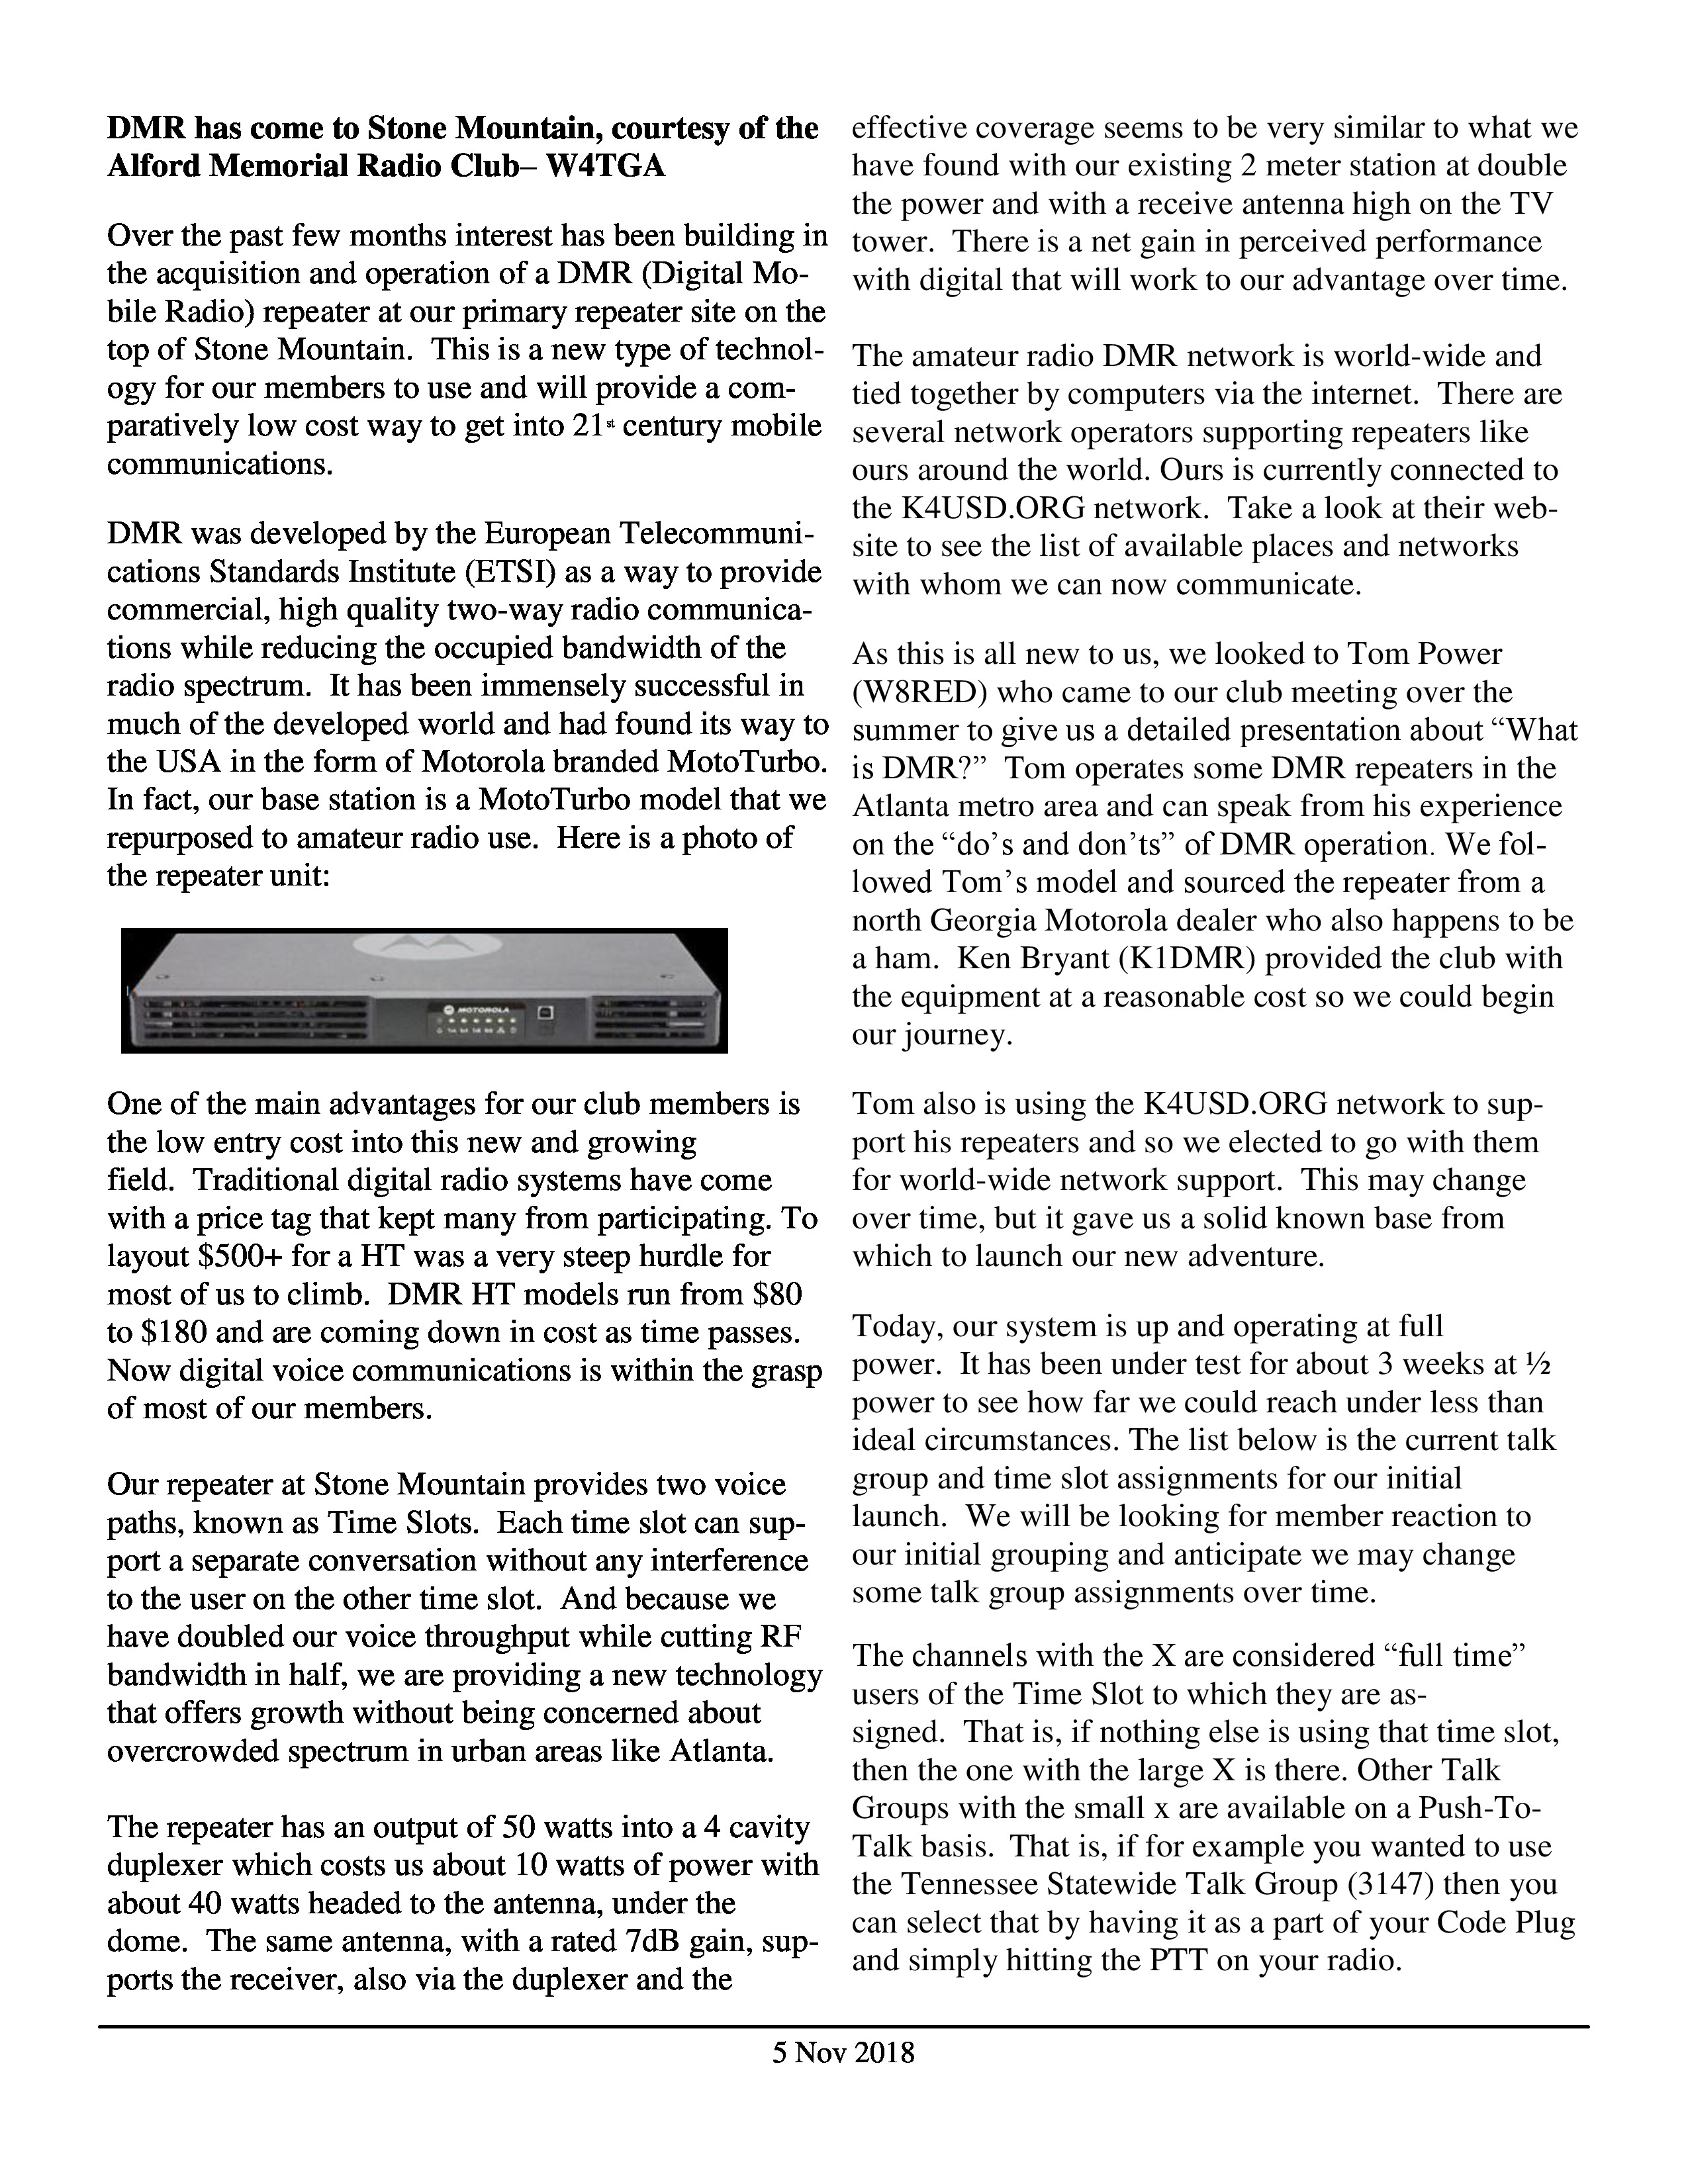 DMR has come to Stone Mountain, courtesy of the
Alford Memorial Radio Club– W4TGA
Over the past few months interest has been building in
the acquisition and operation of a DMR (Digital Mo-
bile Radio) repeater at our primary repeater site on the
top of Stone Mountain.  This is a new type of technol-
ogy for our members to use and will provide a com-
paratively low cost way to get into 21st century mobile
communications.
DMR was developed by the European Telecommuni-
cations Standards Institute (ETSI) as a way to provide
commercial, high quality two-way radio communica-
tions while reducing the occupied bandwidth of the
radio spectrum.  It has been immensely successful in
much of the developed world and had found its way to
the USA in the form of Motorola branded MotoTurbo.
In fact, our base station is a MotoTurbo model that we
repurposed to amateur radio use.  Here is a photo of
the repeater unit:
MOTOROLA
One of the main advantages for our club members is
the low entry cost into this new and growing
field.  Traditional digital radio systems have come
with a price tag that kept many from participating. To
layout $500+ for a HT was a very steep hurdle for
most of us to climb.  DMR HT models run from $80
to $180 and are coming down in cost as time passes.
Now digital voice communications is within the grasp
of most of our members.
Our repeater at Stone Mountain provides two voice
paths, known as Time Slots.  Each time slot can sup-
port a separate conversation without any interference
to the user on the other time slot.  And because we
have doubled our voice throughput while cutting RF
bandwidth in half, we are providing a new technology
that offers growth without being concerned about
overcrowded spectrum in urban areas like Atlanta.
The repeater has an output of 50 watts into a 4 cavity
duplexer which costs us about 10 watts of power with
about 40 watts headed to the antenna, under the
dome.  The same antenna, with a rated 7dB gain, sup-
ports the receiver, also via the duplexer and the
effective coverage seems to be very similar to what we
have found with our existing 2 meter station at double
the power and with a receive antenna high on the TV
tower.  There is a net gain in perceived performance
with digital that will work to our advantage over time.
The amateur radio DMR network is world-wide and
tied together by computers via the internet.  There are
several network operators supporting repeaters like
ours around the world. Ours is currently connected to
the K4USD.ORG network.  Take a look at their web-
site to see the list of available places and networks
with whom we can now communicate.
As this is all new to us, we looked to Tom Power
(W8RED) who came to our club meeting over the
summer to give us a detailed presentation about “What
is DMR?”  Tom operates some DMR repeaters in the
Atlanta metro area and can speak from his experience
on the “do’s and don’ts” of DMR operation. We fol-
lowed Tom’s model and sourced the repeater from a
north Georgia Motorola dealer who also happens to be
a ham.  Ken Bryant (K1DMR) provided the club with
the equipment at a reasonable cost so we could begin
our journey.
Tom also is using the K4USD.ORG network to sup-
port his repeaters and so we elected to go with them
for world-wide network support.  This may change
over time, but it gave us a solid known base from
which to launch our new adventure.
Today, our system is up and operating at full
power.  It has been under test for about 3 weeks at ½
power to see how far we could reach under less than
ideal circumstances. The list below is the current talk
group and time slot assignments for our initial
launch.  We will be looking for member reaction to
our initial grouping and anticipate we may change
some talk group assignments over time.
The channels with the X are considered “full time”
users of the Time Slot to which they are as-
signed.  That is, if nothing else is using that time slot,
then the one with the large X is there. Other Talk
Groups with the small x are available on a Push-To-
Talk basis.  That is, if for example you wanted to use
the Tennessee Statewide Talk Group (3147) then you
can select that by having it as a part of your Code Plug
and simply hitting the PTT on your radio.
5 Nov 2018